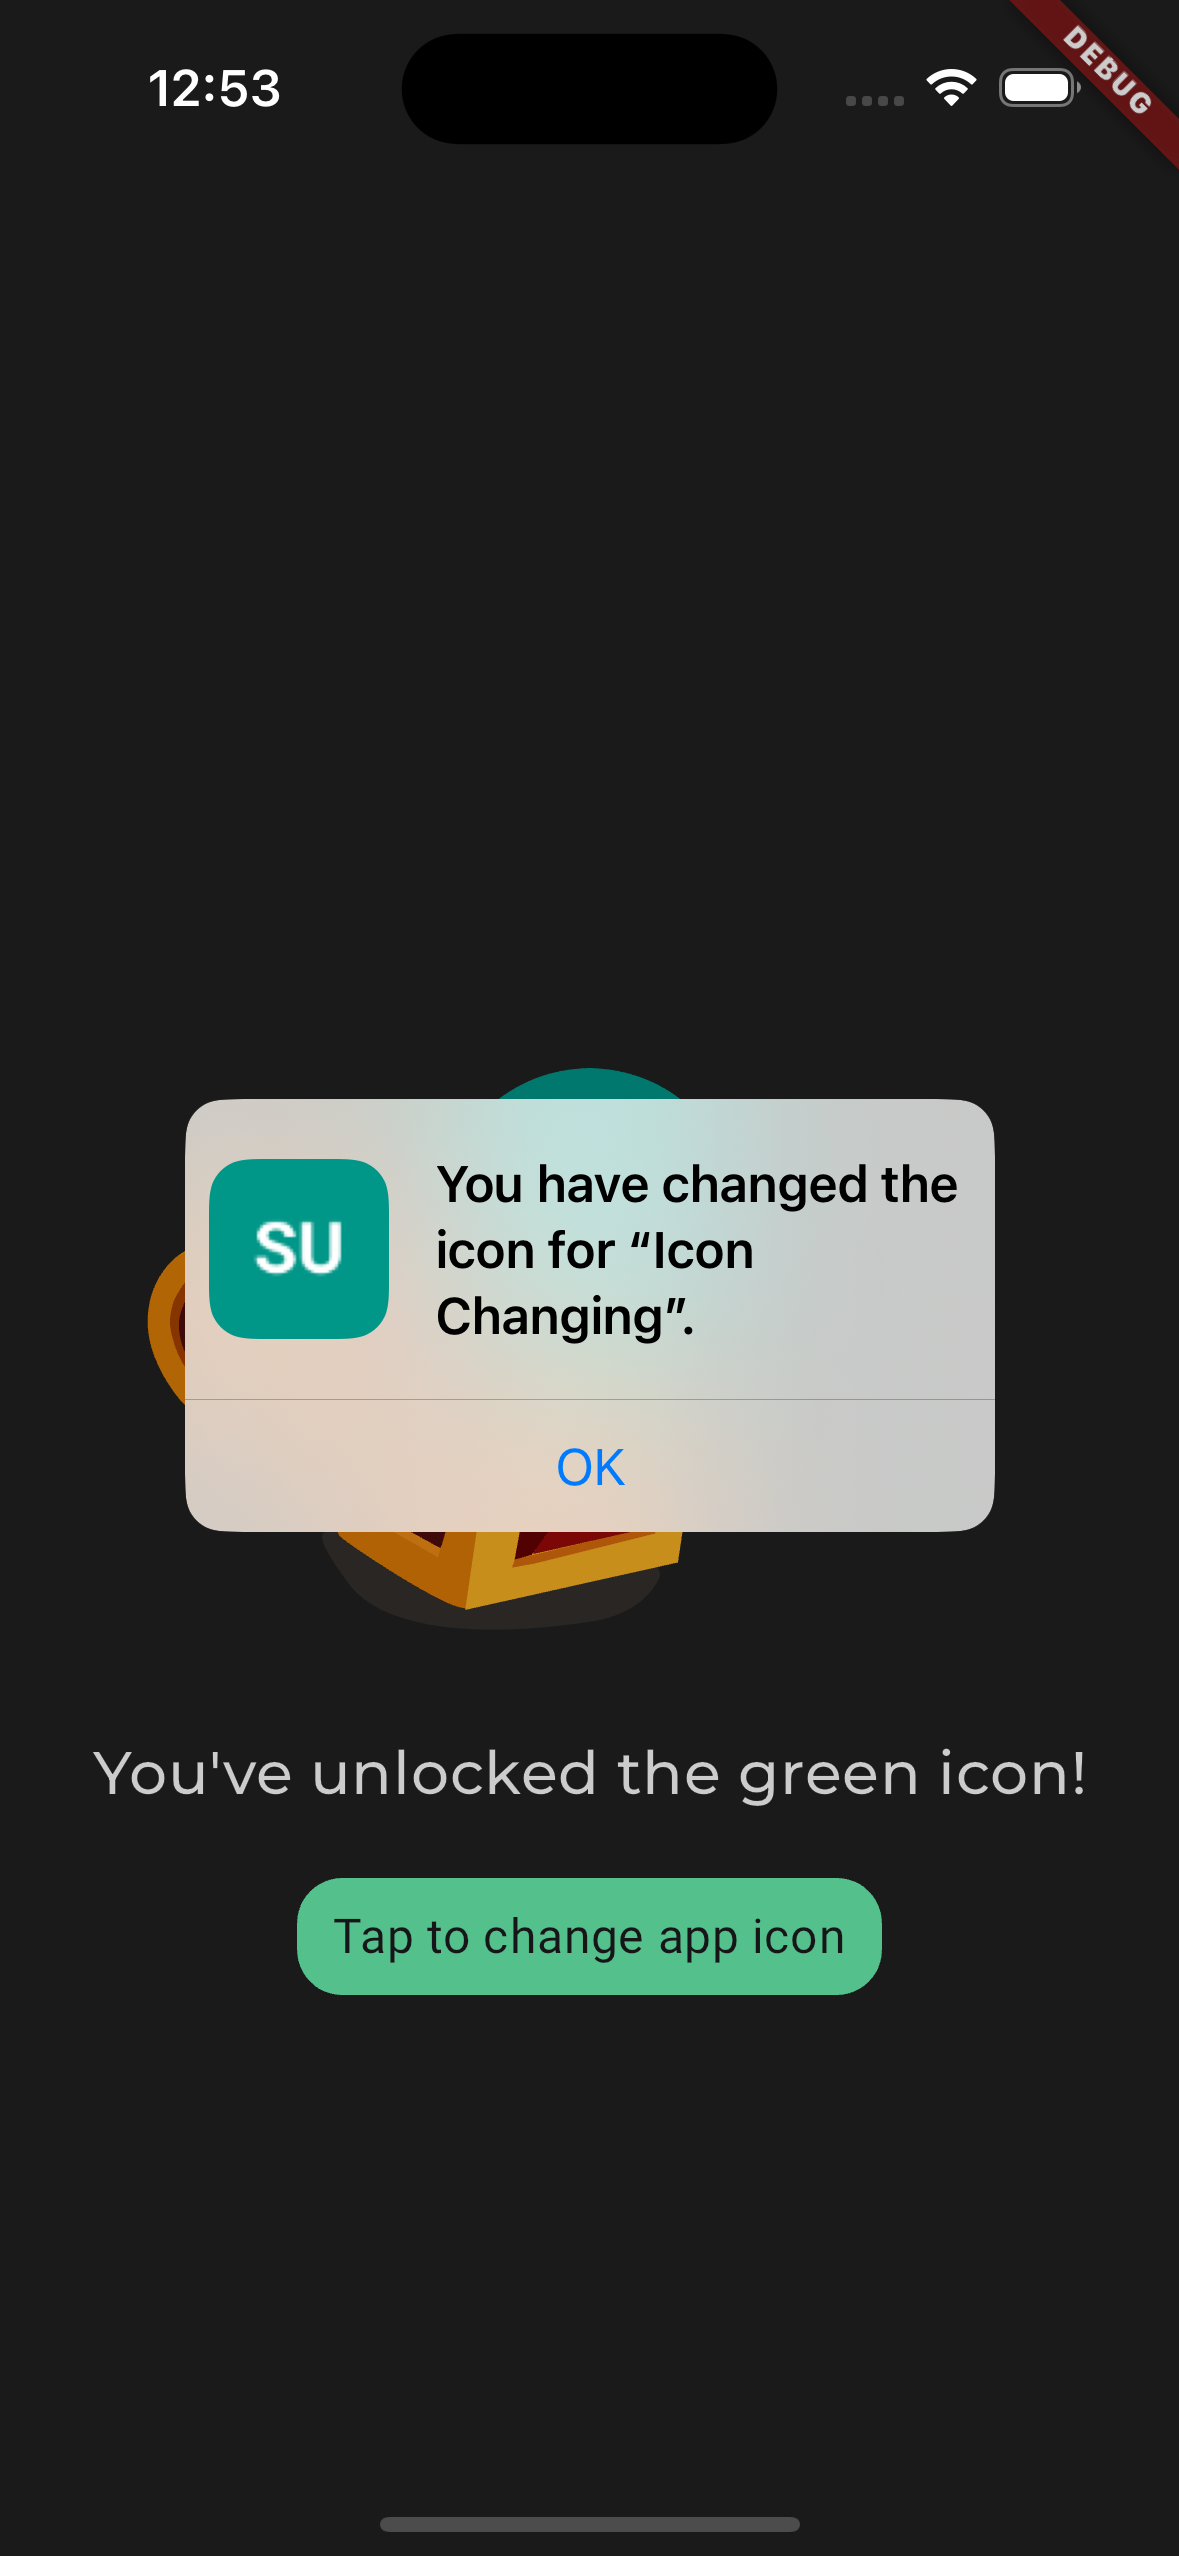 12:53
DEBUG
SU
You have changed the
icon for “Icon
Changing”.
OK
You've unlocked the green icon!
Tap to change app icon